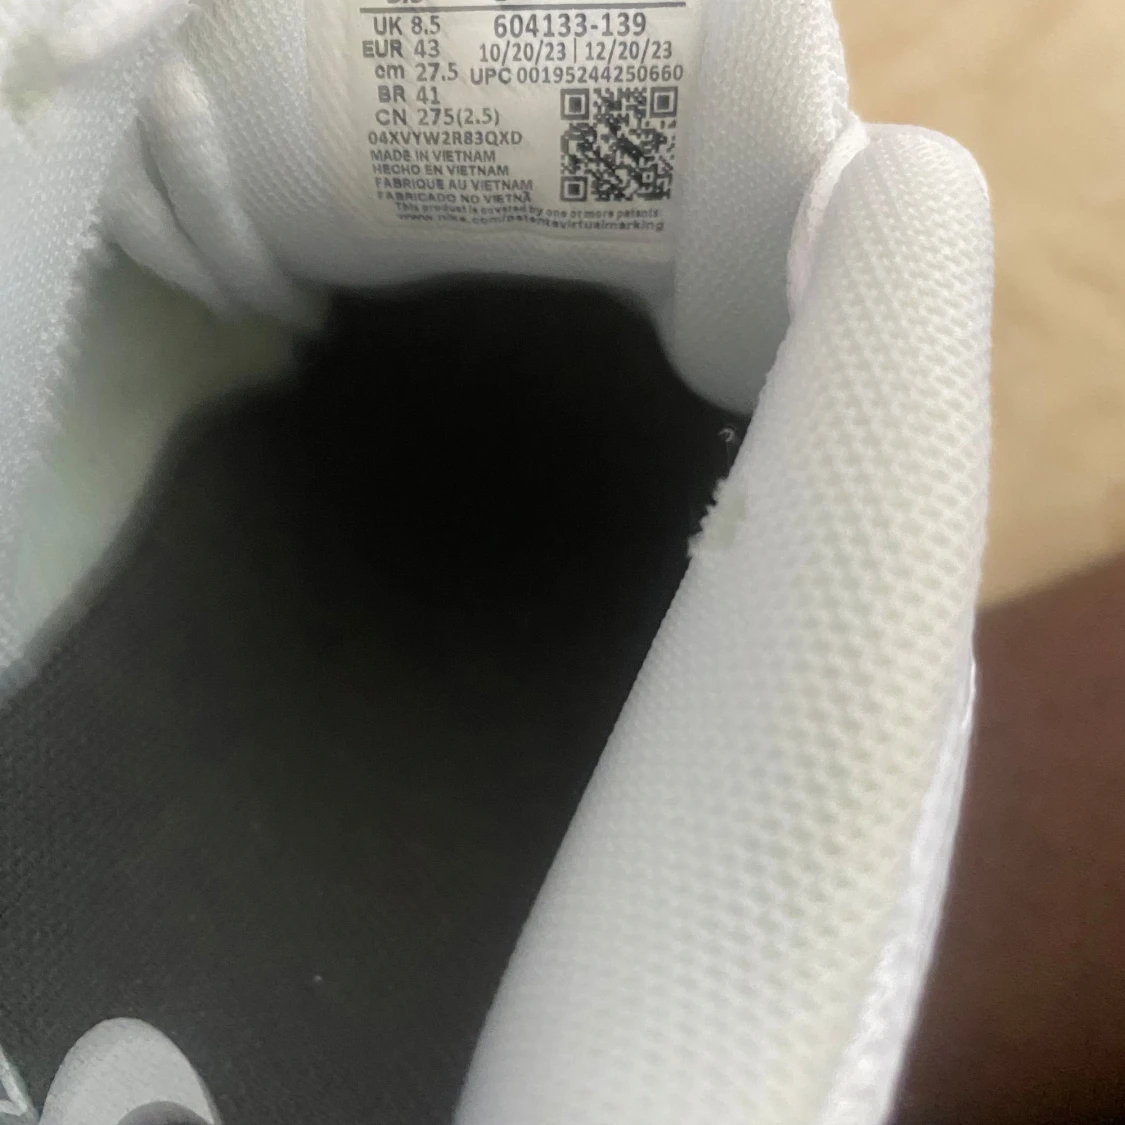 UK 8.5 604133-139
EUR 43 10/20/23 | 12/20/23
cm 27.5 UPC 00195244250660
BR 41
CN 275(2.5)
04XVYW2R83QXD
MADE IN VIETNAM
HECHO EN VIETNAM
FABRIQUE AU VIETNAM
FABRICADO NO VIETNÃ
This product is covered by one or more patents.
www.nike.com/patentsvirtualmarking